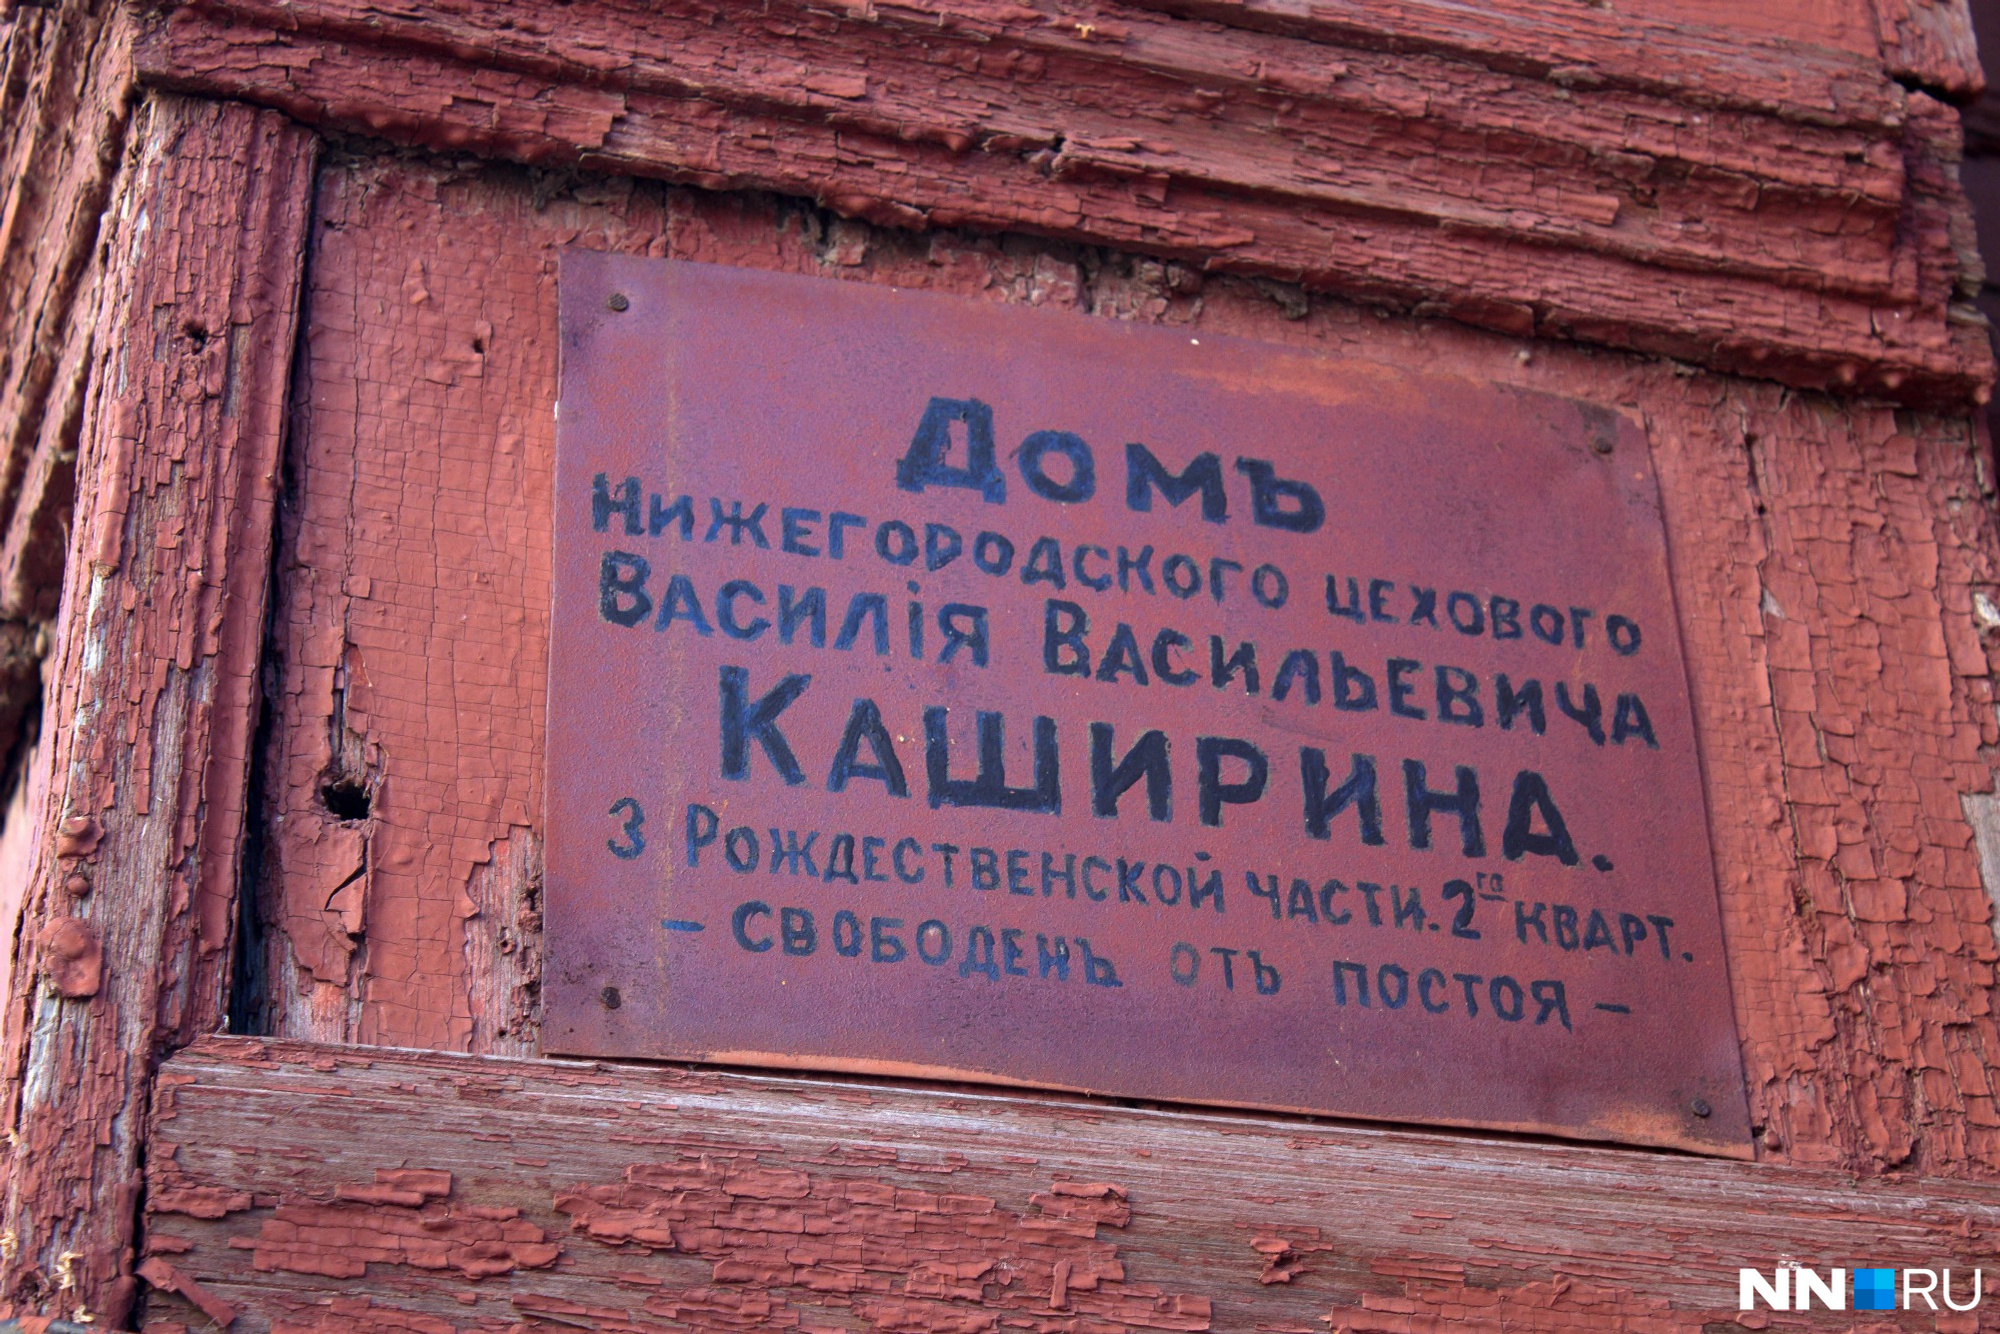 Домъ
Нижегородского цехового
Василія Васильевича
Каширина.
3 Рождественской части. 2го кварт.
– свободенъ отъ постоя –
NN RU